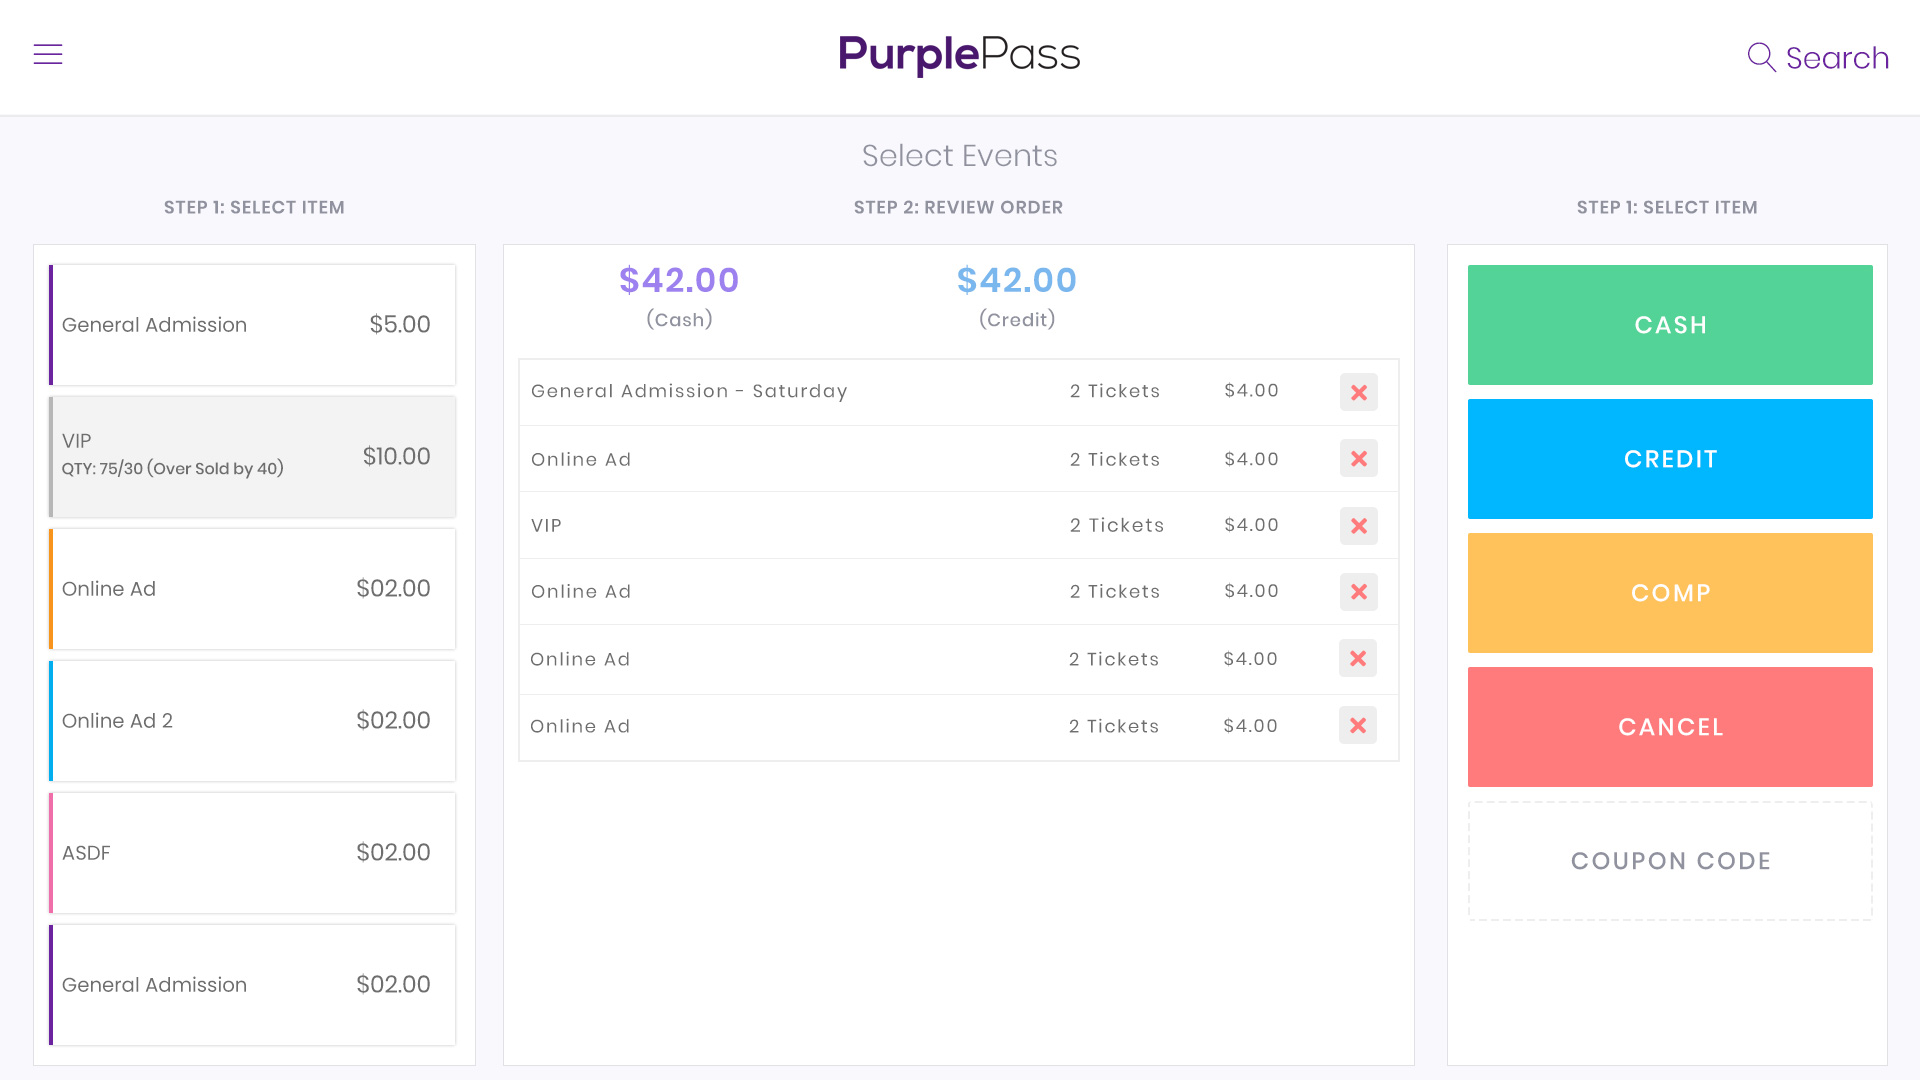 PurplePass
Search
Select Events
STEP 1: SELECT ITEM
General Admission $5.00
VIP
QTY: 75/30 (Over Sold by 40)
$10.00
Online Ad $02.00
Online Ad 2 $02.00
ASDF $02.00
General Admission $02.00
STEP 2: REVIEW ORDER
$42.00 $42.00
(Cash) (Credit)
General Admission - Saturday 2 Tickets $4.00
Online Ad 2 Tickets $4.00
VIP 2 Tickets $4.00
Online Ad 2 Tickets $4.00
Online Ad 2 Tickets $4.00
Online Ad 2 Tickets $4.00
STEP 1: SELECT ITEM
CASH
CREDIT
COMP
CANCEL
COUPON CODE